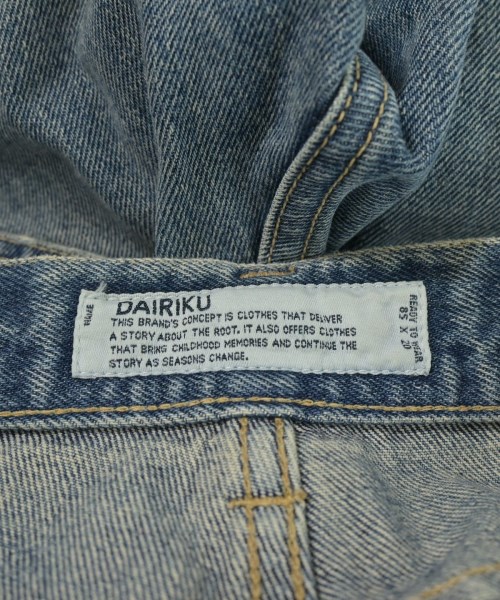 NAME
DAIRIKU
THIS BRAND'S CONCEPT IS CLOTHES THAT DELIVER
A STORY ABOUT THE ROOT. IT ALSO OFFERS CLOTHES
THAT BRING CHILDHOOD MEMORIES AND CONTINUE THE
STORY AS SEASONS CHANGE.
READY TO WEAR
85 X 20